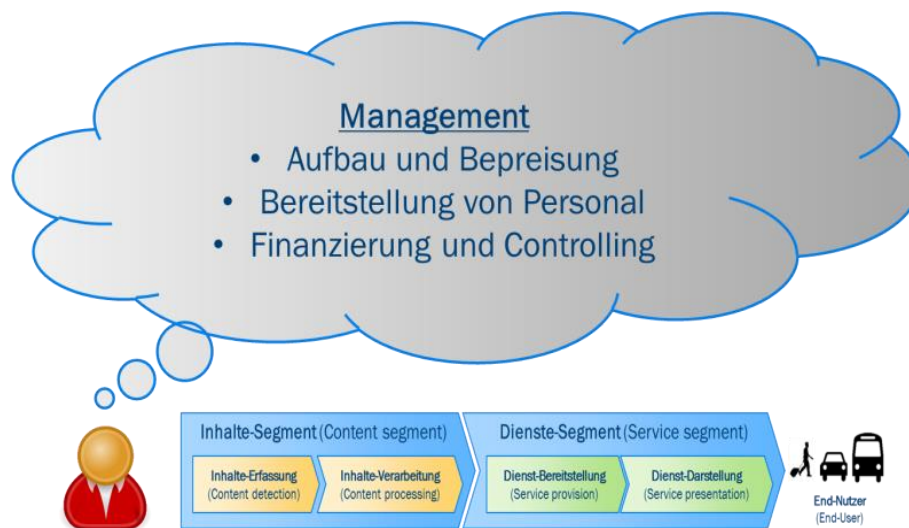 Management
• Aufbau und Bepreisung
• Bereitstellung von Personal
• Finanzierung und Controlling
Inhalte-Segment (Content segment)
Inhalte-Erfassung
(Content detection)
Inhalte-Verarbeitung
(Content processing)
Dienste-Segment (Service segment)
Dienst-Bereitstellung
(Service provision)
Dienst-Darstellung
(Service presentation)
End-Nutzer
(End-User)